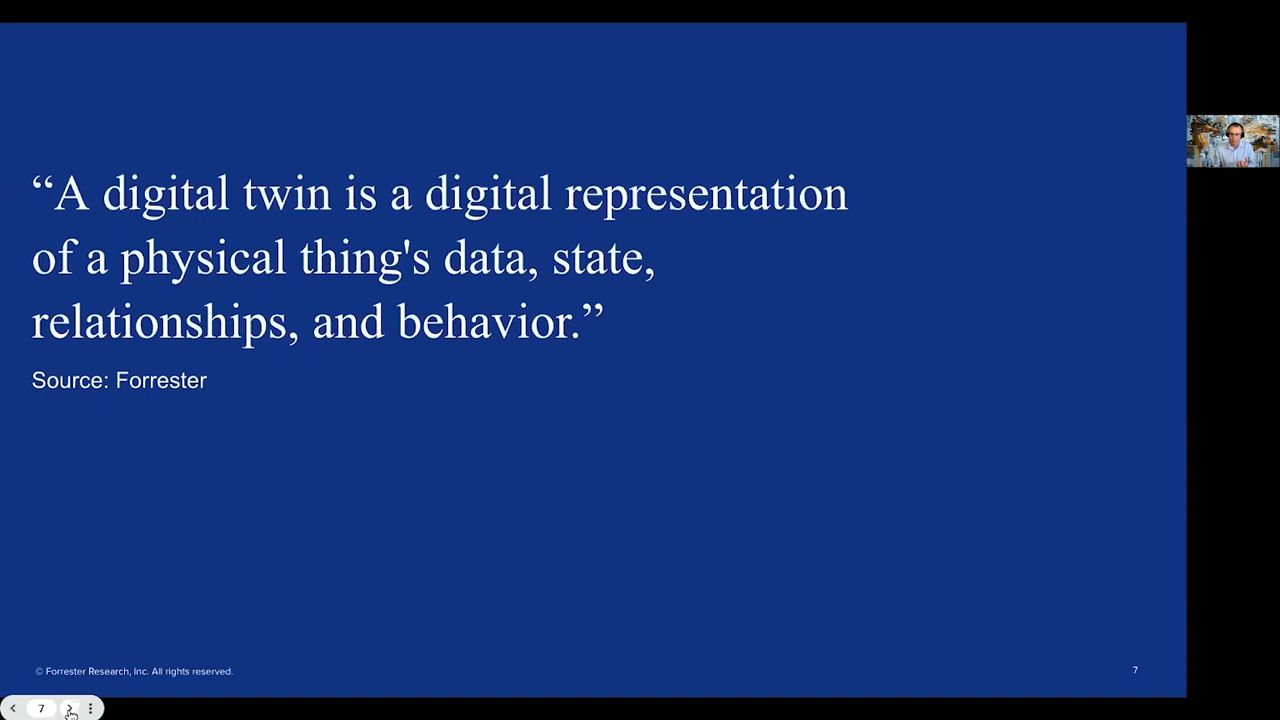 “A digital twin is a digital representation
of a physical thing's data, state,
relationships, and behavior.”
Source: Forrester
© Forrester Research, Inc. All rights reserved.
7
7